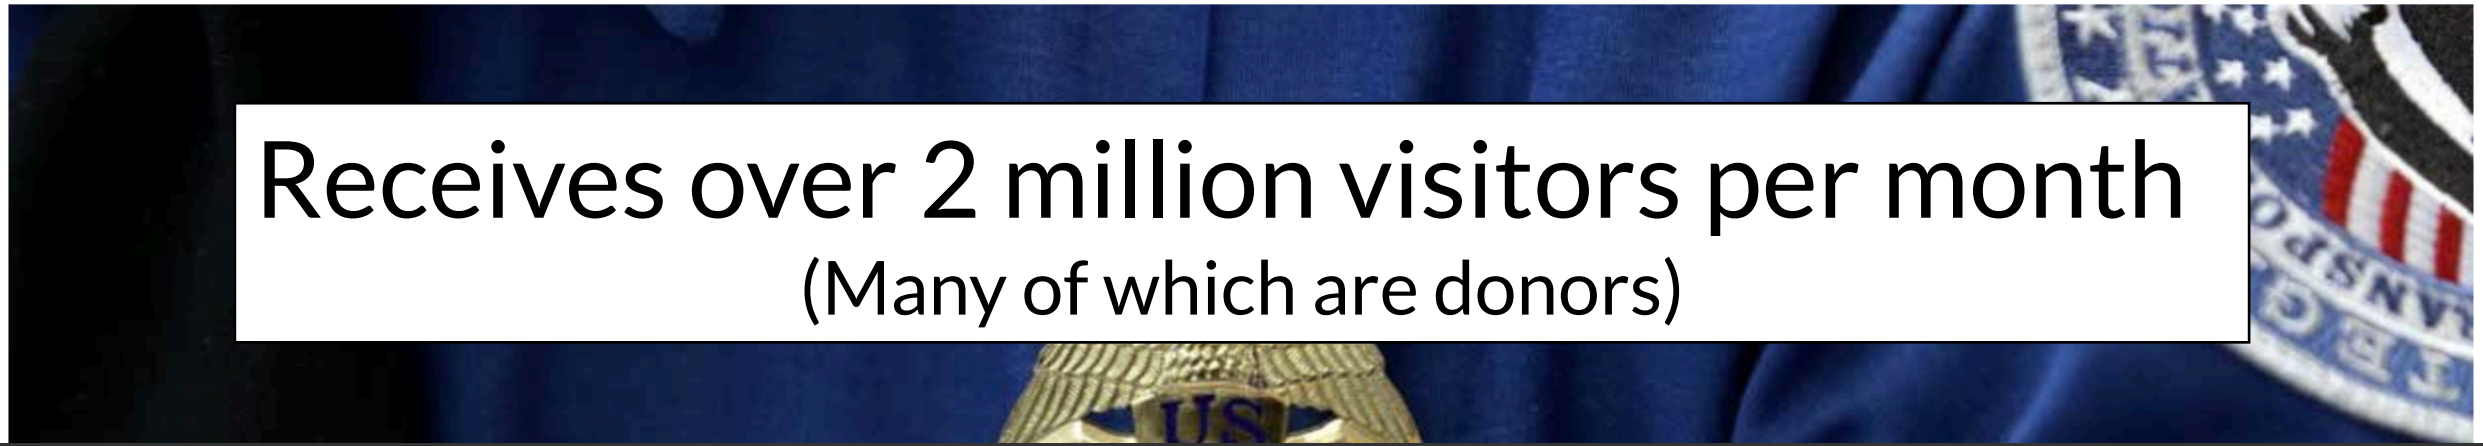 Receives over 2 million visitors per month
(Many of which are donors)
US